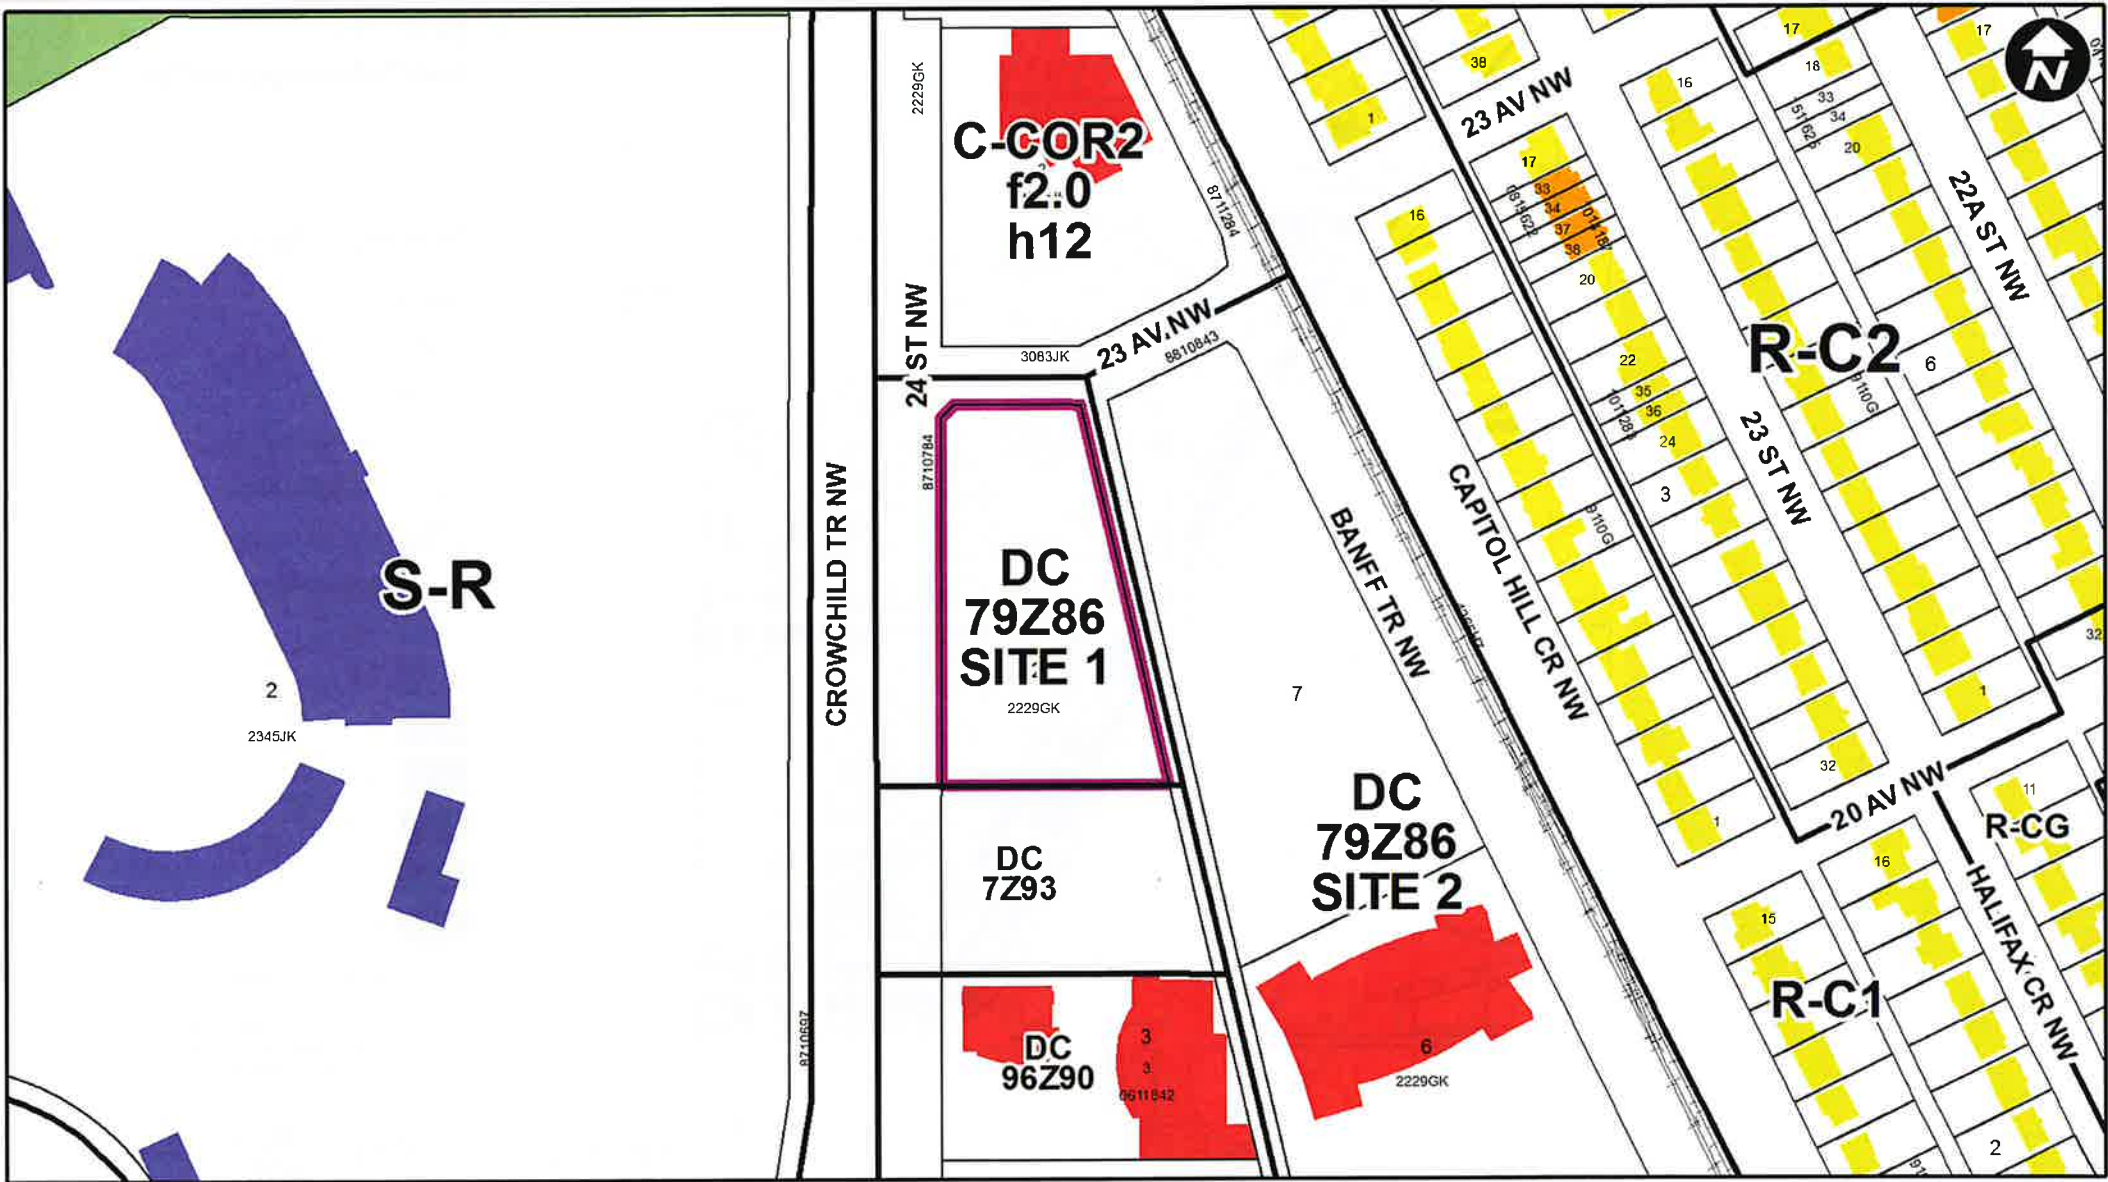 N
17
17
38
16
18
33
34
20
1
23 AV NW
2229GK
C-COR2
f2.0
h12
8711284
17
33
34
37
38
20
16
22A ST NW
24 ST NW
3083JK
23 AV NW
8810843
R-C2
6
9110G
22
35
36
24
3
23 ST NW
8710784
CROWCHILD TR NW
DC
79Z86
SITE 1
2229GK
S-R
2
2345JK
BANFF TR NW
CAPITOL HILL CR NW
9110G
7
32
1
32
1
20 AV NW
11
R-CG
DC
79Z86
SITE 2
DC
7Z93
16
15
HALIFAX CR NW
R-C1
8710697
DC
96Z90
3
3
0611842
6
2229GK
2